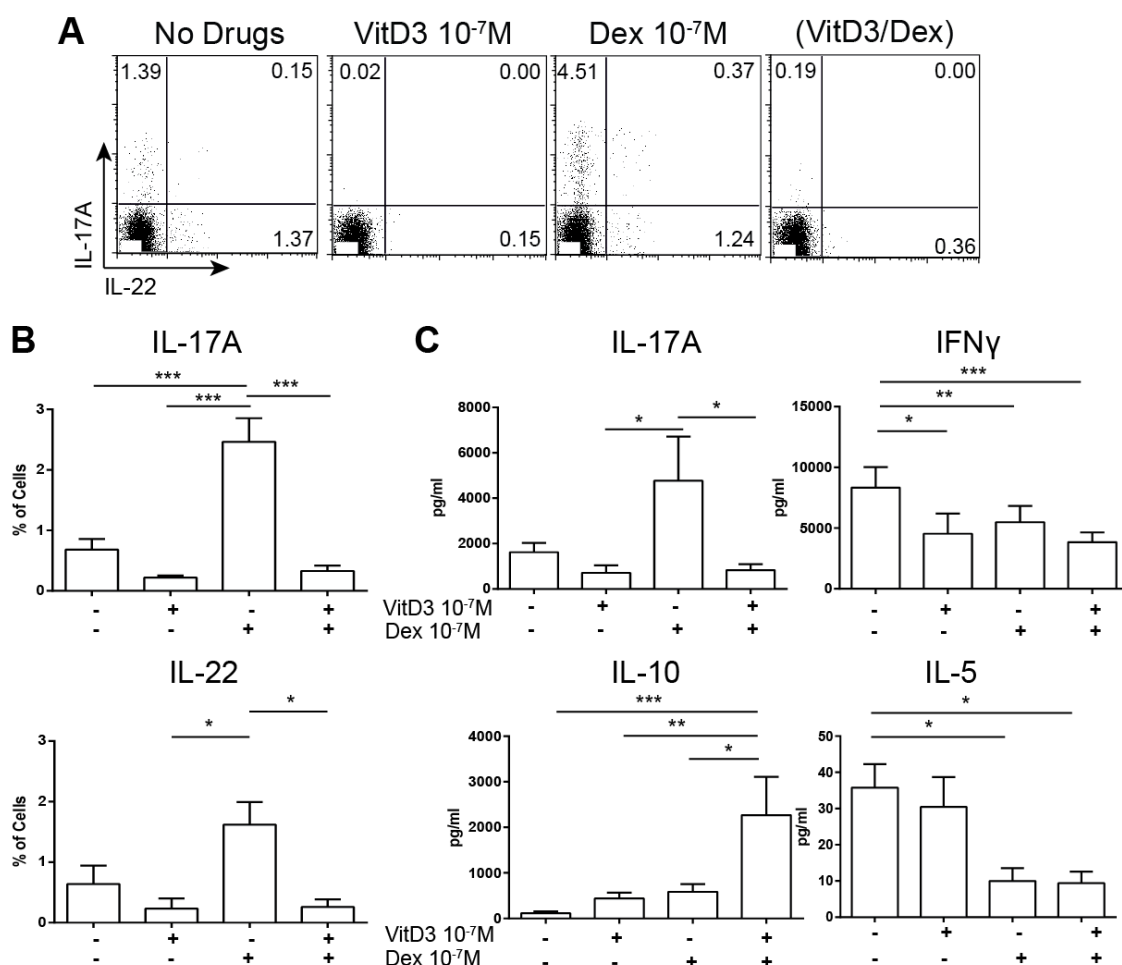 A
No Drugs
VitD3 10⁻⁷M
Dex 10⁻⁷M
(VitD3/Dex)
1.39 0.15
0.02 0.00
4.51 0.37
0.19 0.00
1.37
0.15
1.24
0.36
IL-17A
IL-22
B
IL-17A
*** ***
***
3
2
1
0
% of Cells
- + - +
- - + +
C
IL-17A
* *
8000
6000
4000
2000
0
pg/ml
VitD3 10⁻⁷M - + - +
Dex 10⁻⁷M - - + +
IFNγ
***
**
*
15000
10000
5000
0
pg/ml
- + - +
- - + +
IL-22
*
*
3
2
1
0
% of Cells
- + - +
- - + +
IL-10
***
**
*
4000
3000
2000
1000
0
pg/ml
VitD3 10⁻⁷M - + - +
Dex 10⁻⁷M - - + +
IL-5
*
*
50
40
30
20
10
0
pg/ml
- + - +
- - + +